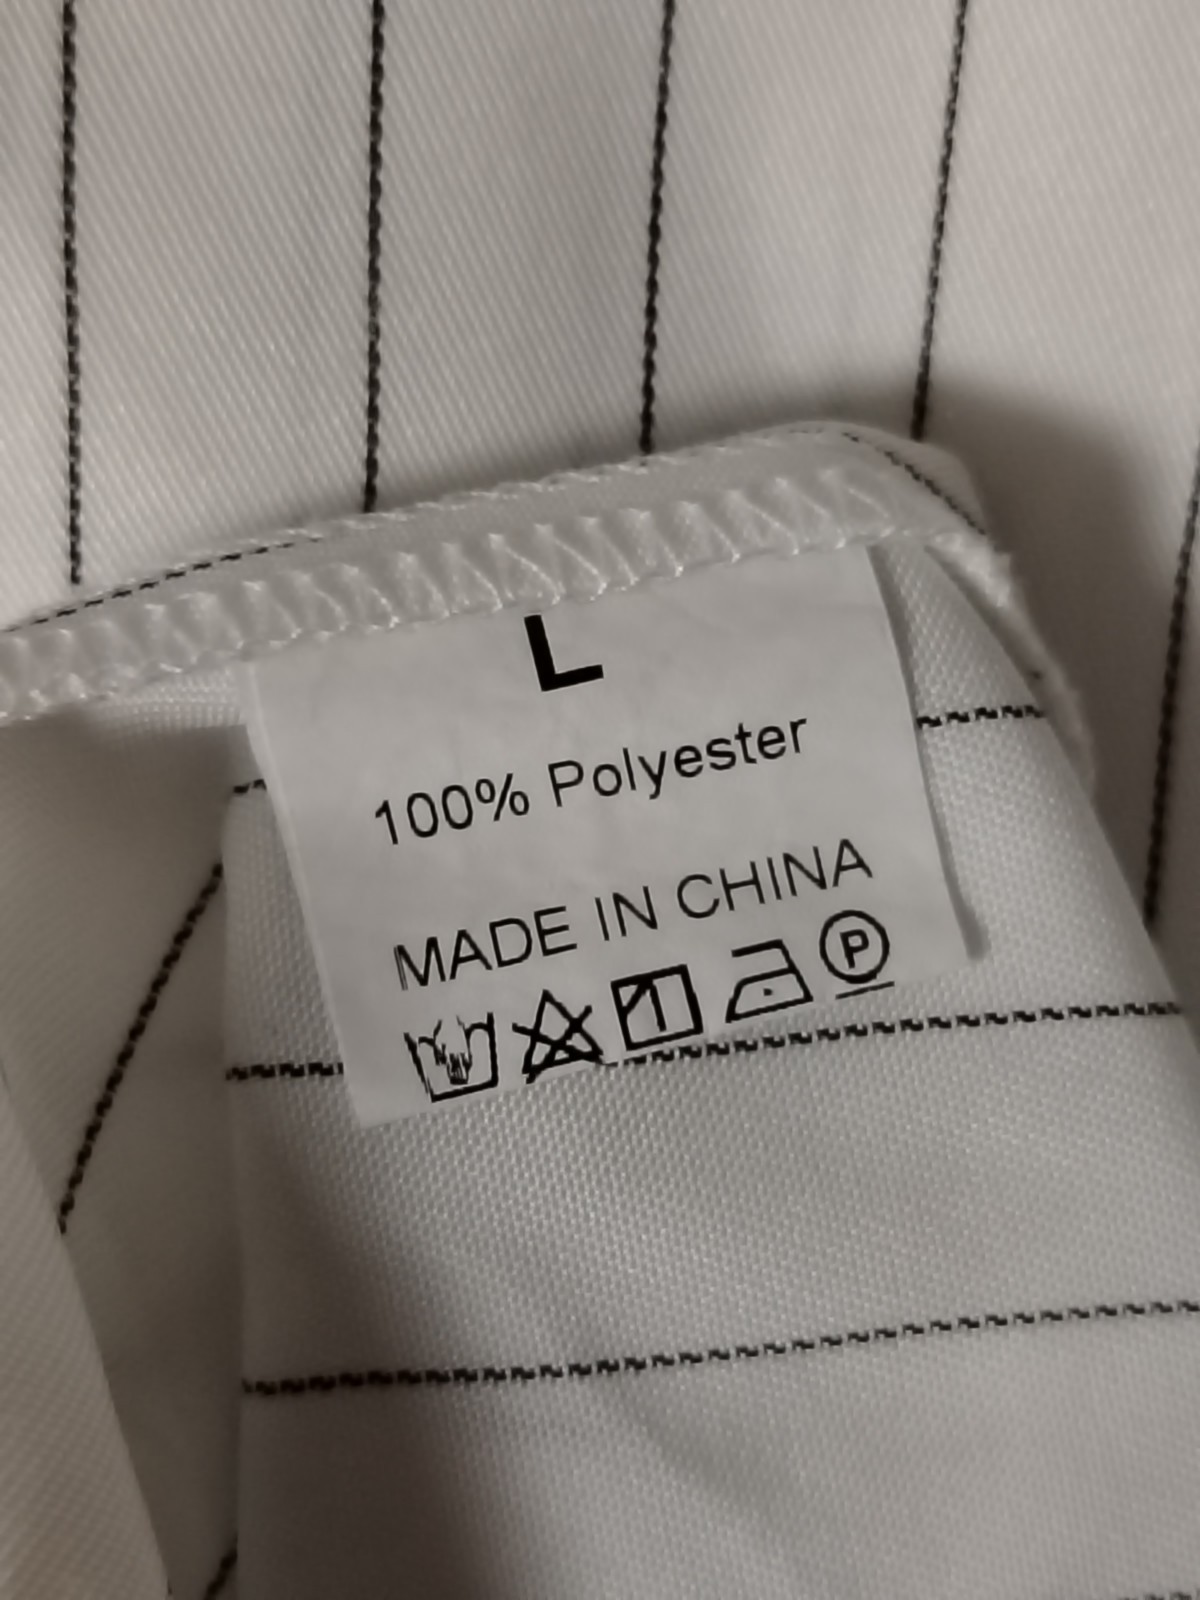 L
100% Polyester
MADE IN CHINA
P